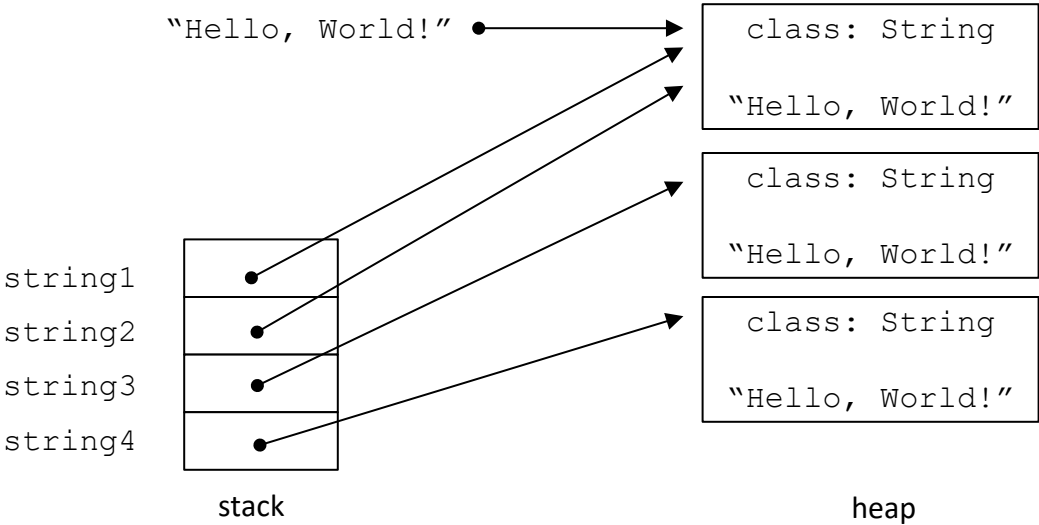 “Hello, World!”
class: String
“Hello, World!”
class: String
“Hello, World!”
class: String
“Hello, World!”
string1
string2
string3
string4
stack
heap